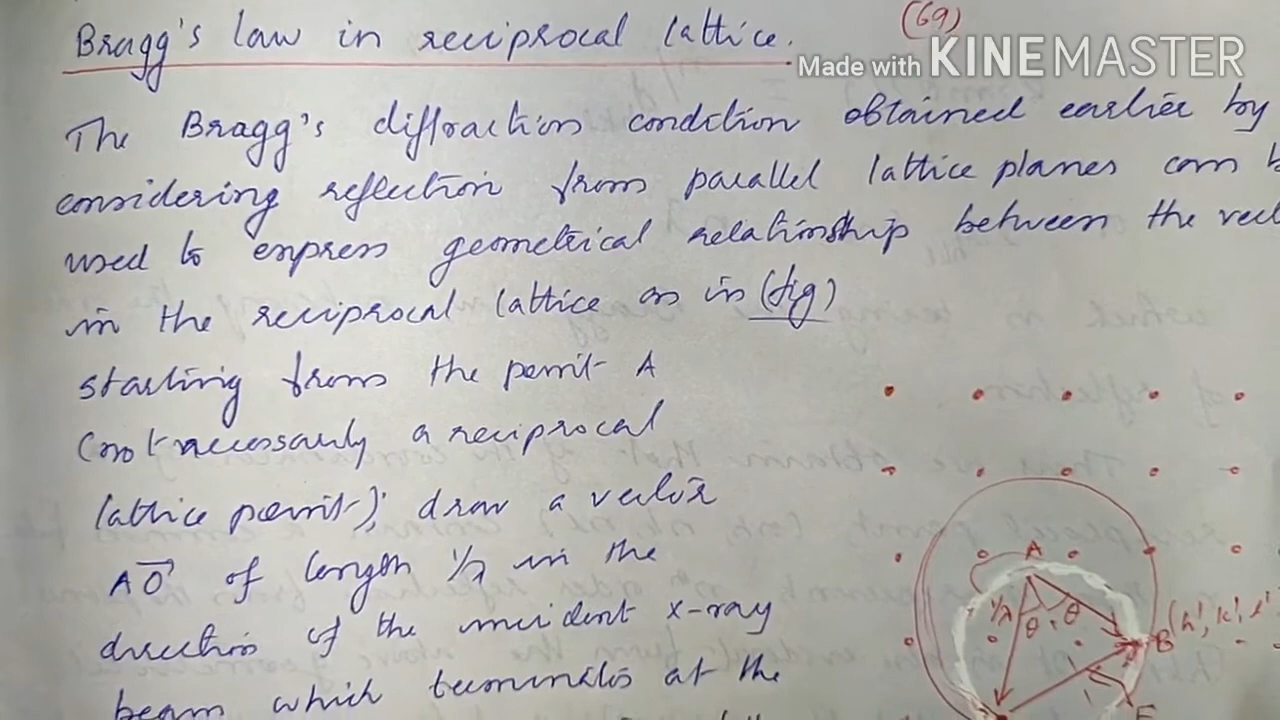 Bragg's law in reciprocal lattice.
(69)
Made with KINEMASTER
The Bragg's diffraction condition obtained earlier by
considering reflection from parallel lattice planes can b
used to express geometrical relationship between the vect
in the reciprocal lattice as in (fig)
starting from the point A
(not necessarily a reciprocal
lattice point); draw a vector
AO of length 1/λ in the
direction of the incident x-ray
beam which terminates at the
A
1/λ
θ θ
B (h', k', l'
E